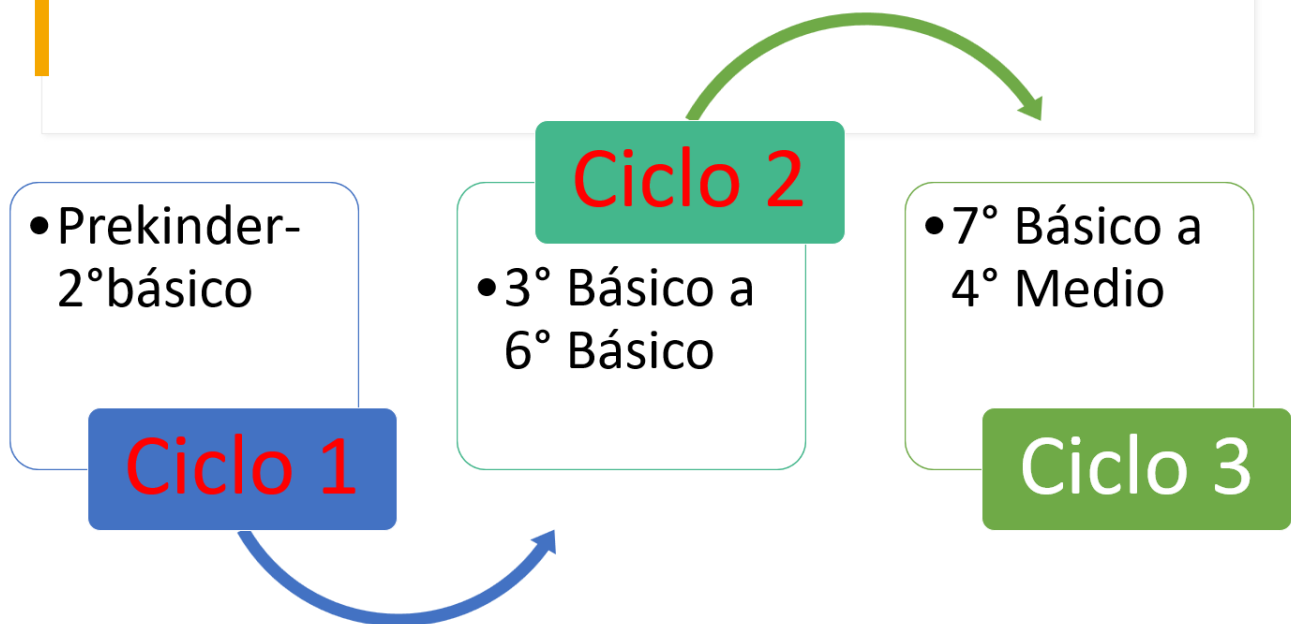 •Prekinder-
2°básico
Ciclo 1
Ciclo 2
•3° Básico a
6° Básico
•7° Básico a
4° Medio
Ciclo 3